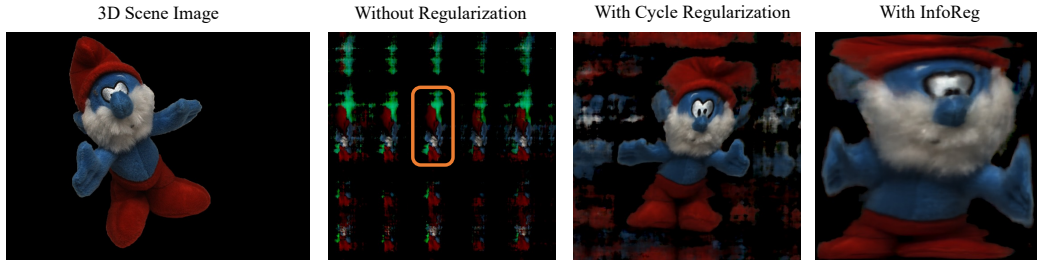 3D Scene Image
Without Regularization
With Cycle Regularization
With InfoReg